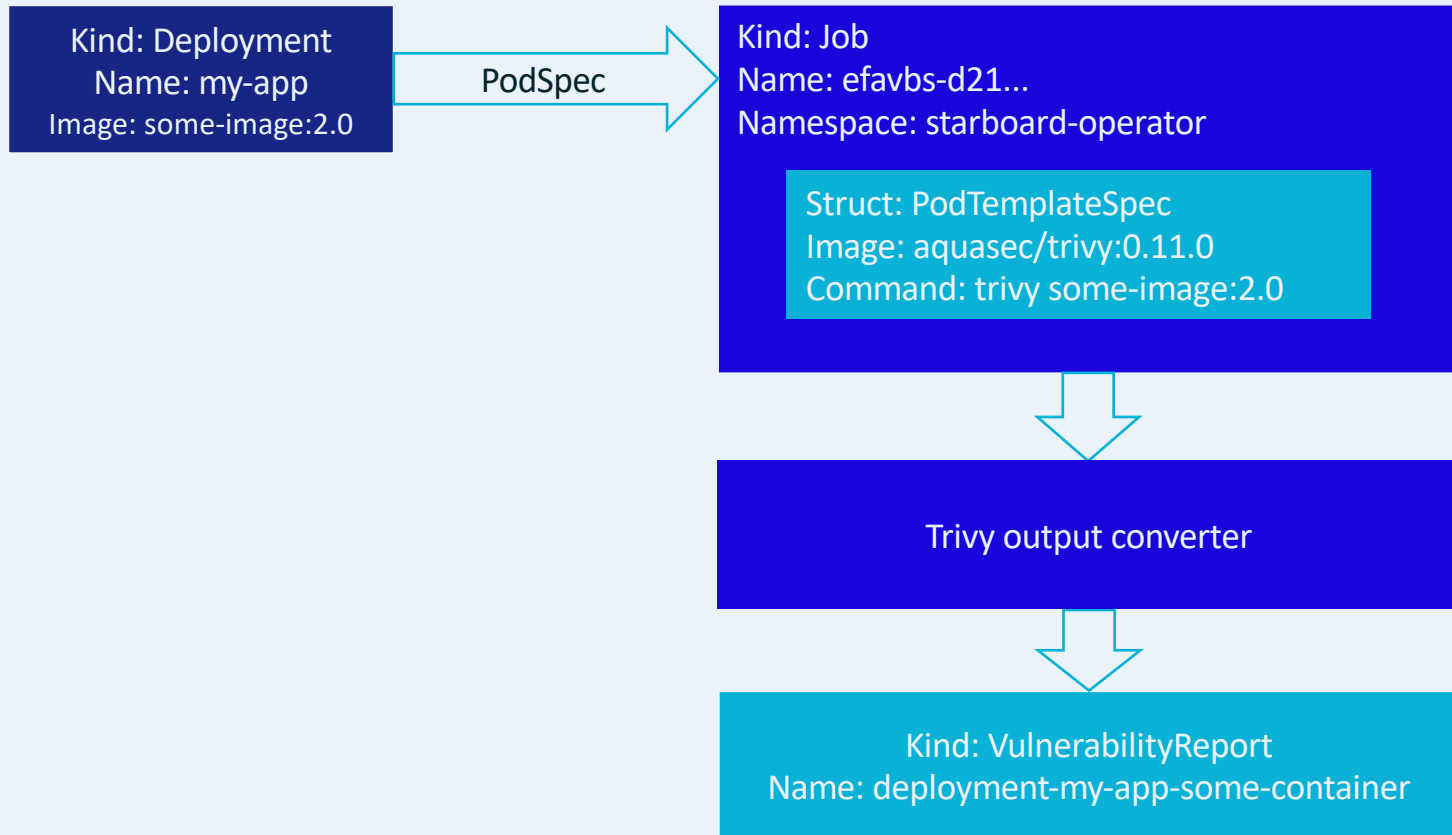 Kind: Deployment
Name: my-app
Image: some-image:2.0
PodSpec
Kind: Job
Name: efavbs-d21...
Namespace: starboard-operator
Struct: PodTemplateSpec
Image: aquasec/trivy:0.11.0
Command: trivy some-image:2.0
Trivy output converter
Kind: VulnerabilityReport
Name: deployment-my-app-some-container